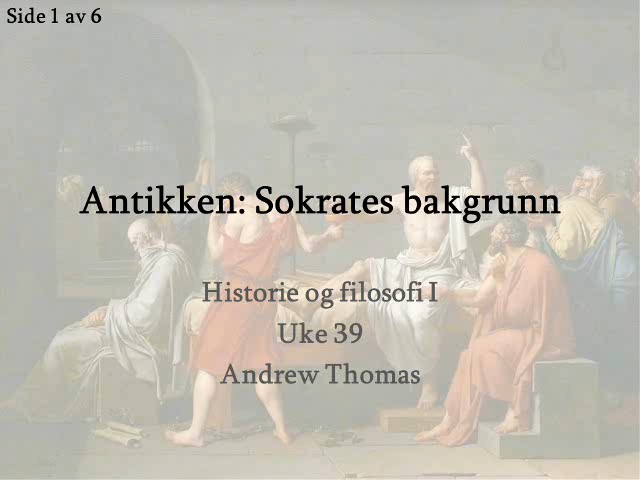 Side 1 av 6
Antikken: Sokrates bakgrunn
Historie og filosofi I
Uke 39
Andrew Thomas